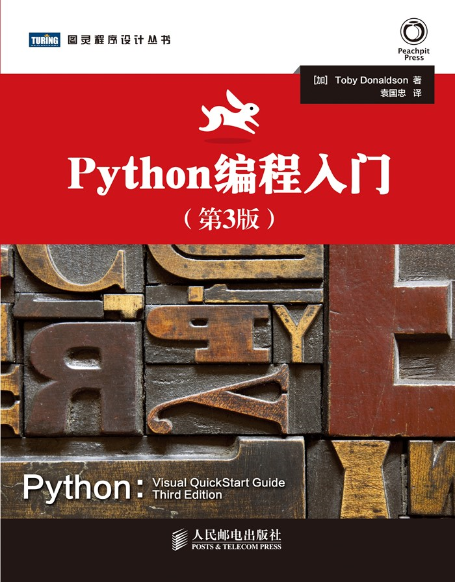 TURING 图灵程序设计丛书
Peachpit
Press
[加] Toby Donaldson 著
袁国忠 译
Python编程入门
（第3版）
Python: Visual QuickStart Guide
Third Edition
人民邮电出版社
POSTS & TELECOM PRESS